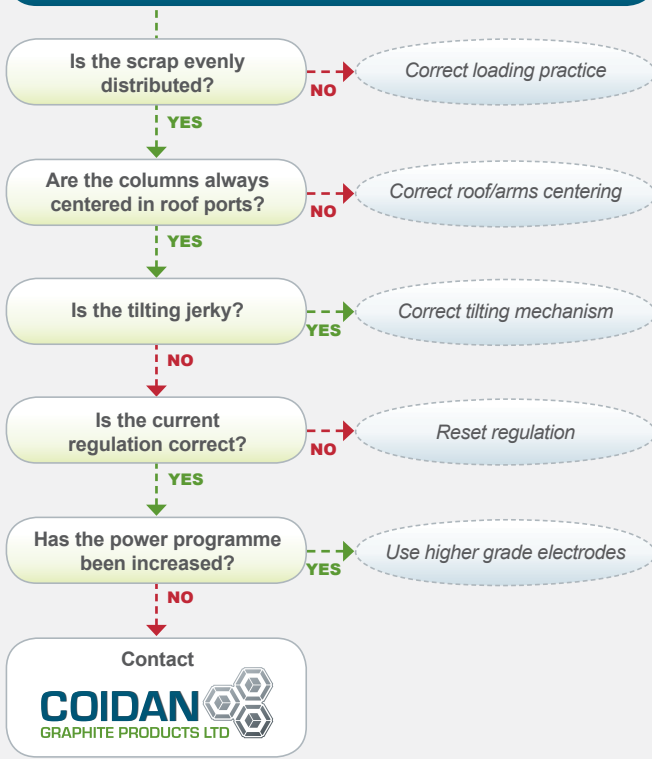 Is the scrap evenly
distributed?
NO
Correct loading practice
YES
Are the columns always
centered in roof ports?
NO
Correct roof/arms centering
YES
Is the tilting jerky?
YES
Correct tilting mechanism
NO
Is the current
regulation correct?
NO
Reset regulation
YES
Has the power programme
been increased?
YES
Use higher grade electrodes
NO
Contact
COIDAN
GRAPHITE PRODUCTS LTD